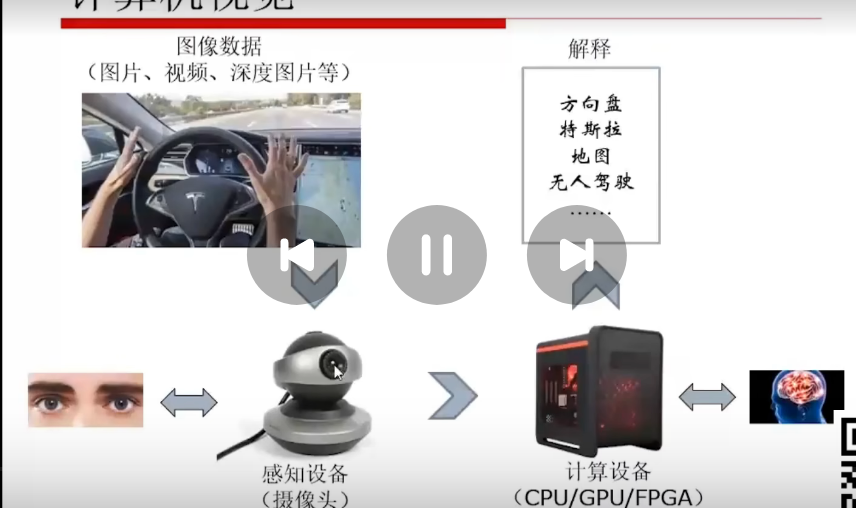 计算机视觉
图像数据
（图片、视频、深度图片等）
解释
方向盘
特斯拉
地图
无人驾驶
……
感知设备
（摄像头）
计算设备
（CPU/GPU/FPGA）